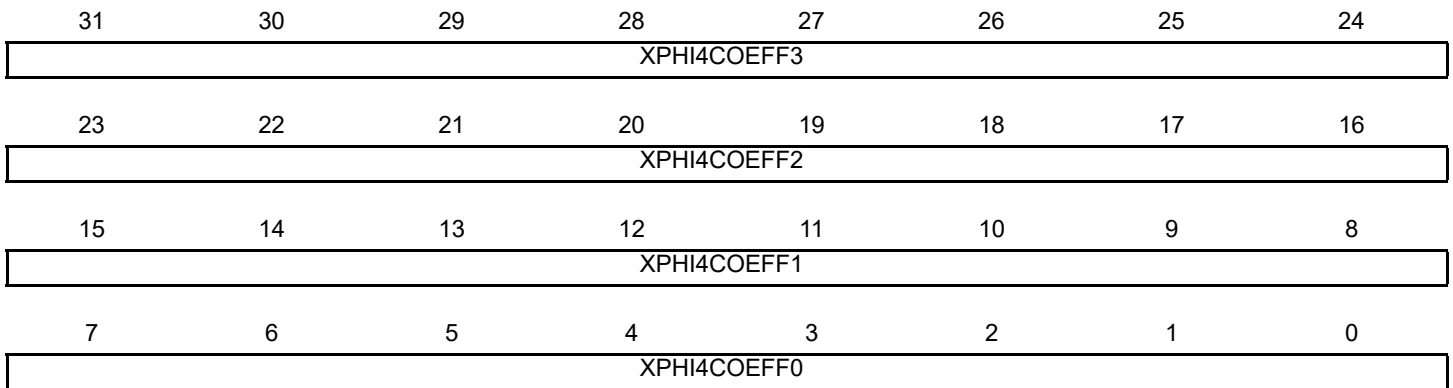 31 30 29 28 27 26 25 24
XPHI4COEFF3
23 22 21 20 19 18 17 16
XPHI4COEFF2
15 14 13 12 11 10 9 8
XPHI4COEFF1
7 6 5 4 3 2 1 0
XPHI4COEFF0